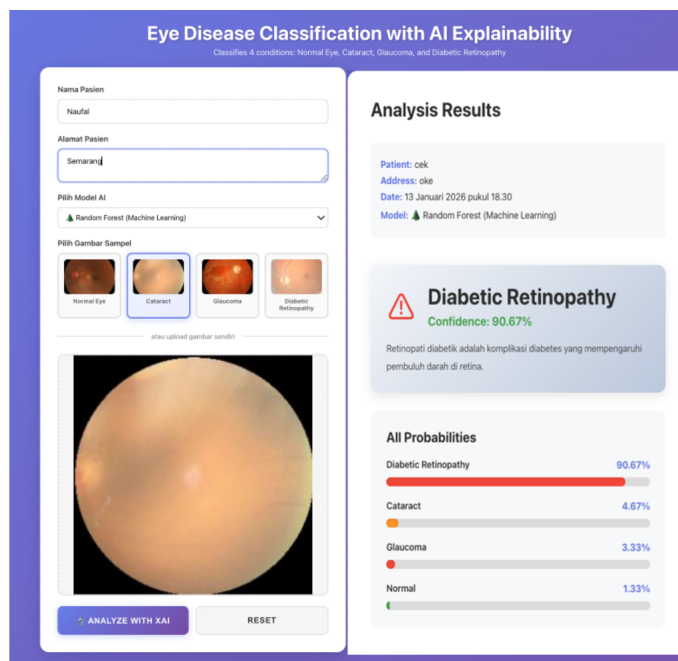 Eye Disease Classification with AI Explainability
Classifies 4 conditions: Normal Eye, Cataract, Glaucoma, and Diabetic Retinopathy
Nama Pasien
Naufal
Alamat Pasien
Semarang
Pilih Model AI
Random Forest (Machine Learning)
Pilih Gambar Sampel
Normal Eye
Cataract
Glaucoma
Diabetic
Retinopathy
atau upload gambar sendiri
ANALYZE WITH XAI
RESET
Analysis Results
Patient: cek
Address: oke
Date: 13 Januari 2026 pukul 18.30
Model: Random Forest (Machine Learning)
Diabetic Retinopathy
Confidence: 90.67%
Retinopati diabetik adalah komplikasi diabetes yang mempengaruhi
pembuluh darah di retina.
All Probabilities
Diabetic Retinopathy 90.67%
Cataract 4.67%
Glaucoma 3.33%
Normal 1.33%